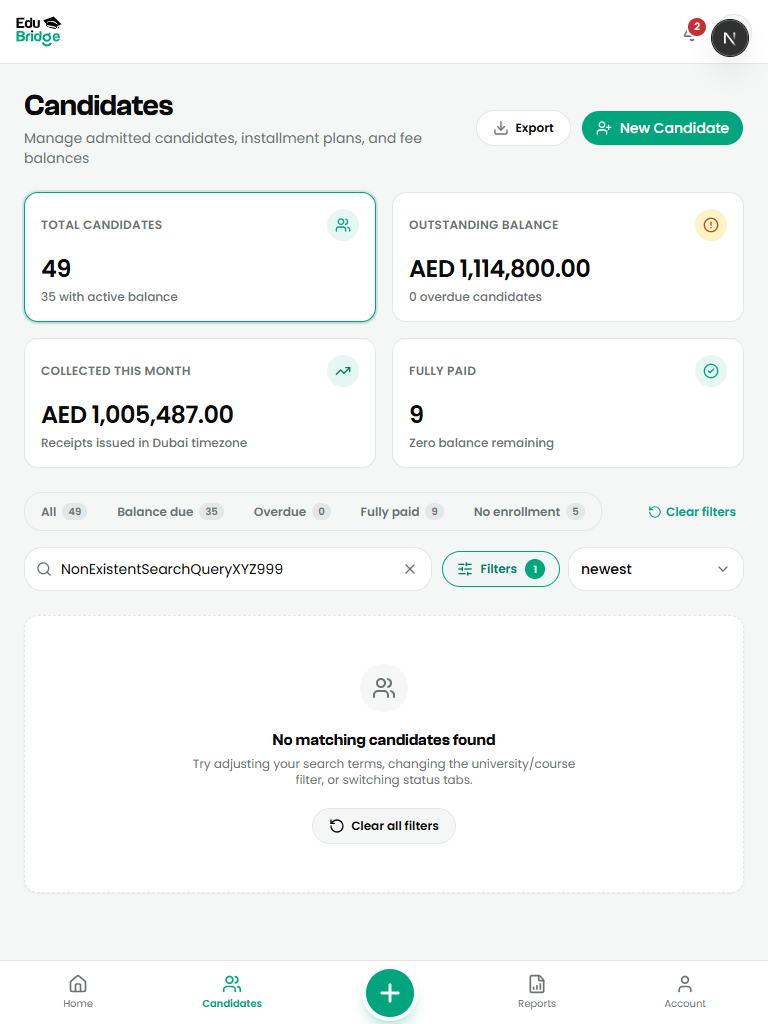 Edu
Bridge
2
N
Candidates
Manage admitted candidates, installment plans, and fee
balances
Export
New Candidate
TOTAL CANDIDATES
49
35 with active balance
OUTSTANDING BALANCE
AED 1,114,800.00
0 overdue candidates
COLLECTED THIS MONTH
AED 1,005,487.00
Receipts issued in Dubai timezone
FULLY PAID
9
Zero balance remaining
All 49 Balance due 35 Overdue 0 Fully paid 9 No enrollment 5
Clear filters
NonExistentSearchQueryXYZ999
Filters 1
newest
No matching candidates found
Try adjusting your search terms, changing the university/course
filter, or switching status tabs.
Clear all filters
Home
Candidates
Reports
Account